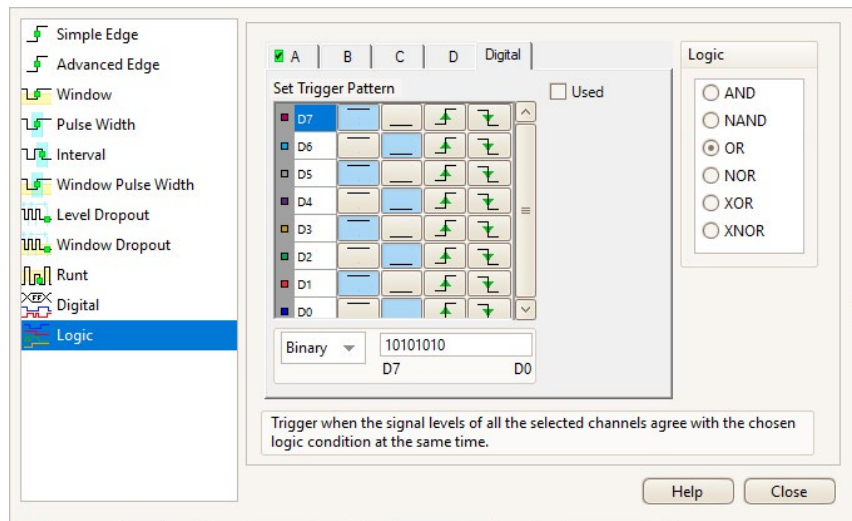 Simple Edge
Advanced Edge
Window
Pulse Width
Interval
Window Pulse Width
Level Dropout
Window Dropout
Runt
XFFX Digital
Logic
A B C D Digital
Set Trigger Pattern
Used
D7
D6
D5
D4
D3
D2
D1
D0
Binary 10101010
D7 D0
Logic
AND
NAND
OR
NOR
XOR
XNOR
Trigger when the signal levels of all the selected channels agree with the chosen
logic condition at the same time.
Help Close